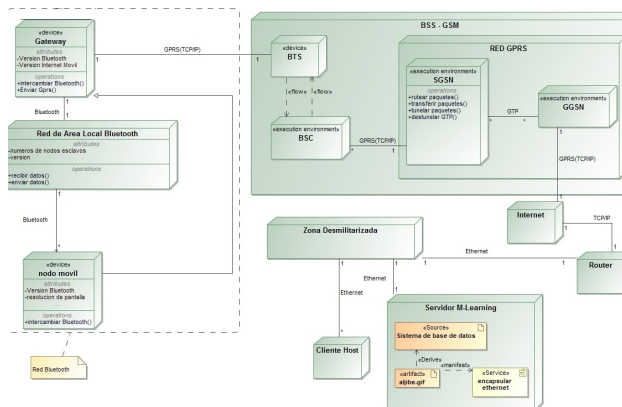 «device»
Gateway
attributes
-Version Bluetooth
-Version Internet Movil
operations
+intercambiar Bluetooth()
+Enviar Gprs()
1
GPRS(TCP/IP)
1
1
Bluetooth
1
Red de Area Local Bluetooth
attributes
-numeros de nodos esclavos
-version
operations
+recibir datos()
+enviar datos()
1
Bluetooth
*
«device»
nodo movil
attributes
-Version Bluetooth
-resolucion de pantalla
operations
+intercambiar Bluetooth()
Red Bluetooth
BSS - GSM
«device»
BTS
«flow»
«flow»
«execution environment»
BSC
*
GPRS(TCP/IP)
1
RED GPRS
«execution environment»
SGSN
operations
+rutear paquetes()
+transferir paquetes()
+tunelar paquetes()
+destunelar GTP()
GTP
*
*
«execution environment»
GGSN
1
GPRS(TCP/IP)
1
Internet
1
TCP/IP
1
1
Router
1
Ethernet
1
Zona Desmilitarizada
1
1
Ethernet
Ethernet
1
*
Cliente Host
Servidor M-Learning
«Source»
Sistema de base de datos
«Derive»
«manifest»
«artifact»
aljibe.gif
«Service»
encapsular
ethernet